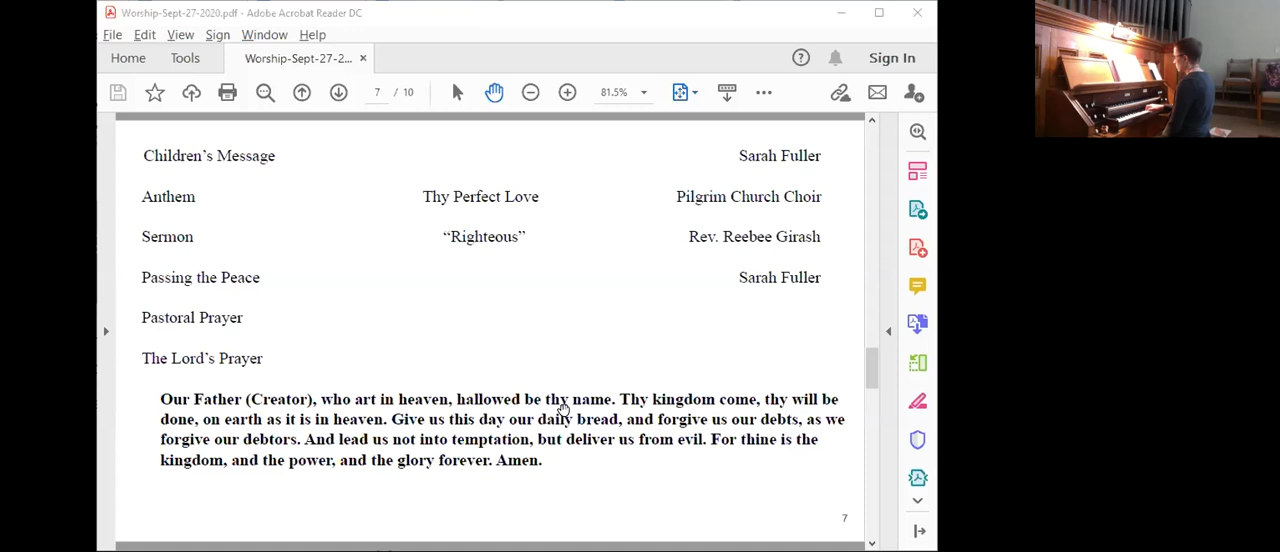 Worship-Sept-27-2020.pdf - Adobe Acrobat Reader DC
File Edit View Sign Window Help
Home Tools Worship-Sept-27-2... × Sign In
7 / 10 81.5%
Children's Message Sarah Fuller
Anthem Thy Perfect Love Pilgrim Church Choir
Sermon “Righteous” Rev. Reebee Girash
Passing the Peace Sarah Fuller
Pastoral Prayer
The Lord's Prayer
Our Father (Creator), who art in heaven, hallowed be thy name. Thy kingdom come, thy will be
done, on earth as it is in heaven. Give us this day our daily bread, and forgive us our debts, as we
forgive our debtors. And lead us not into temptation, but deliver us from evil. For thine is the
kingdom, and the power, and the glory forever. Amen.
7